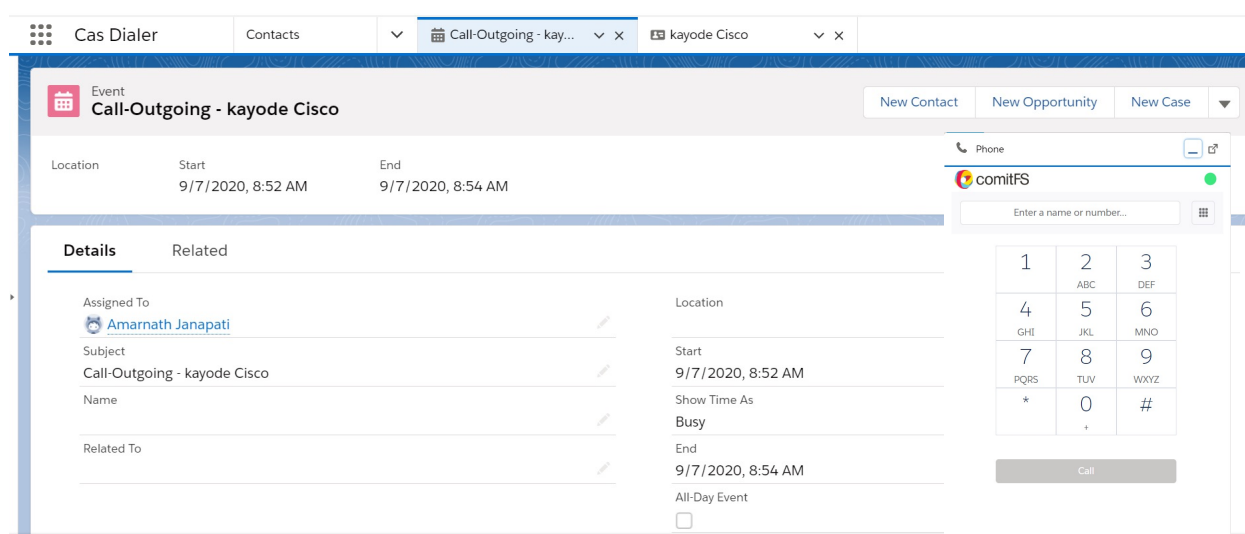 Cas Dialer
Contacts
Call-Outgoing - kay...
kayode Cisco
Event
Call-Outgoing - kayode Cisco
New Contact
New Opportunity
New Case
Location
Start
End
9/7/2020, 8:52 AM
9/7/2020, 8:54 AM
Phone
comitFS
Enter a name or number...
1
2
3
ABC
DEF
4
5
6
GHI
JKL
MNO
7
8
9
PQRS
TUV
WXYZ
*
0
#
+
Call
Details
Related
Assigned To
Amarnath Janapati
Subject
Call-Outgoing - kayode Cisco
Name
Related To
Location
Start
9/7/2020, 8:52 AM
Show Time As
Busy
End
9/7/2020, 8:54 AM
All-Day Event